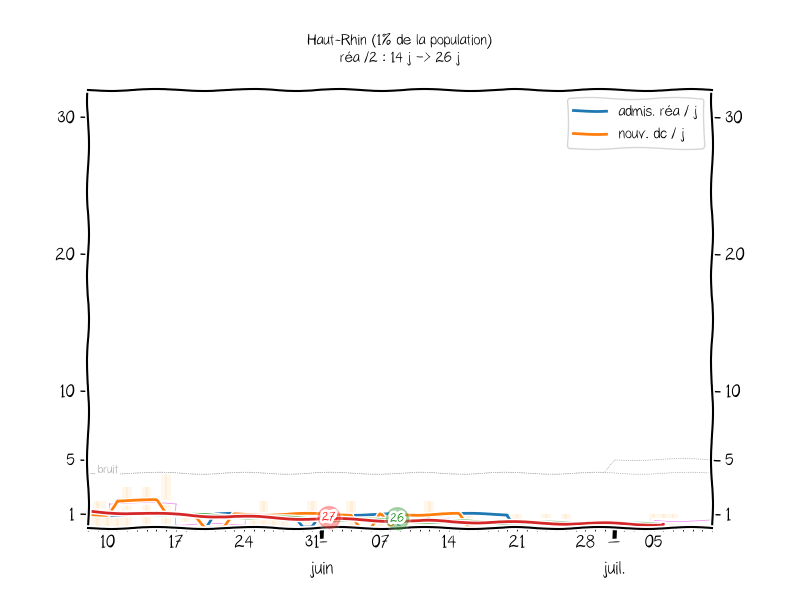 Haut-Rhin (1% de la population)
réa /2 : 14 j -> 26 j
admis. réa / j
nouv. dc / j
30
30
20
20
10
10
5
5
bruit
1
1
27
26
10 17 24 31 07 14 21 28 05
juin juil.